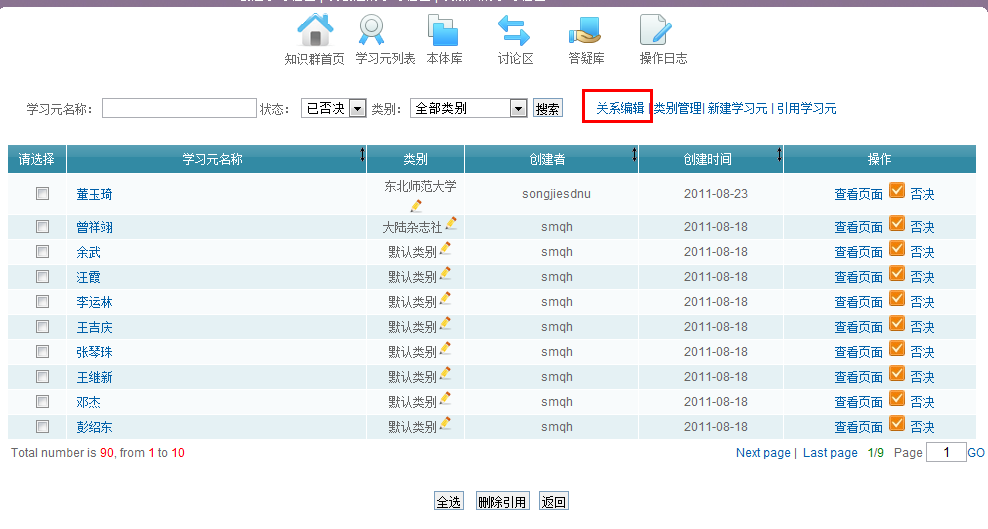 知识群首页 学习元列表 本体库 讨论区 答疑库 操作日志
学习元名称： 状态： 已否决 类别： 全部类别 搜索 关系编辑 | 类别管理| 新建学习元 | 引用学习元
请选择 学习元名称 类别 创建者 创建时间 操作
董玉琦 东北师范大学 songjiesdnu 2011-08-23 查看页面 否决
曾祥翊 大陆杂志社 smqh 2011-08-18 查看页面 否决
余武 默认类别 smqh 2011-08-18 查看页面 否决
汪霞 默认类别 smqh 2011-08-18 查看页面 否决
李运林 默认类别 smqh 2011-08-18 查看页面 否决
王吉庆 默认类别 smqh 2011-08-18 查看页面 否决
张琴珠 默认类别 smqh 2011-08-18 查看页面 否决
王继新 默认类别 smqh 2011-08-18 查看页面 否决
邓杰 默认类别 smqh 2011-08-18 查看页面 否决
彭绍东 默认类别 smqh 2011-08-18 查看页面 否决
Total number is 90, from 1 to 10 Next page | Last page 1/9 Page 1 GO
全选 删除引用 返回